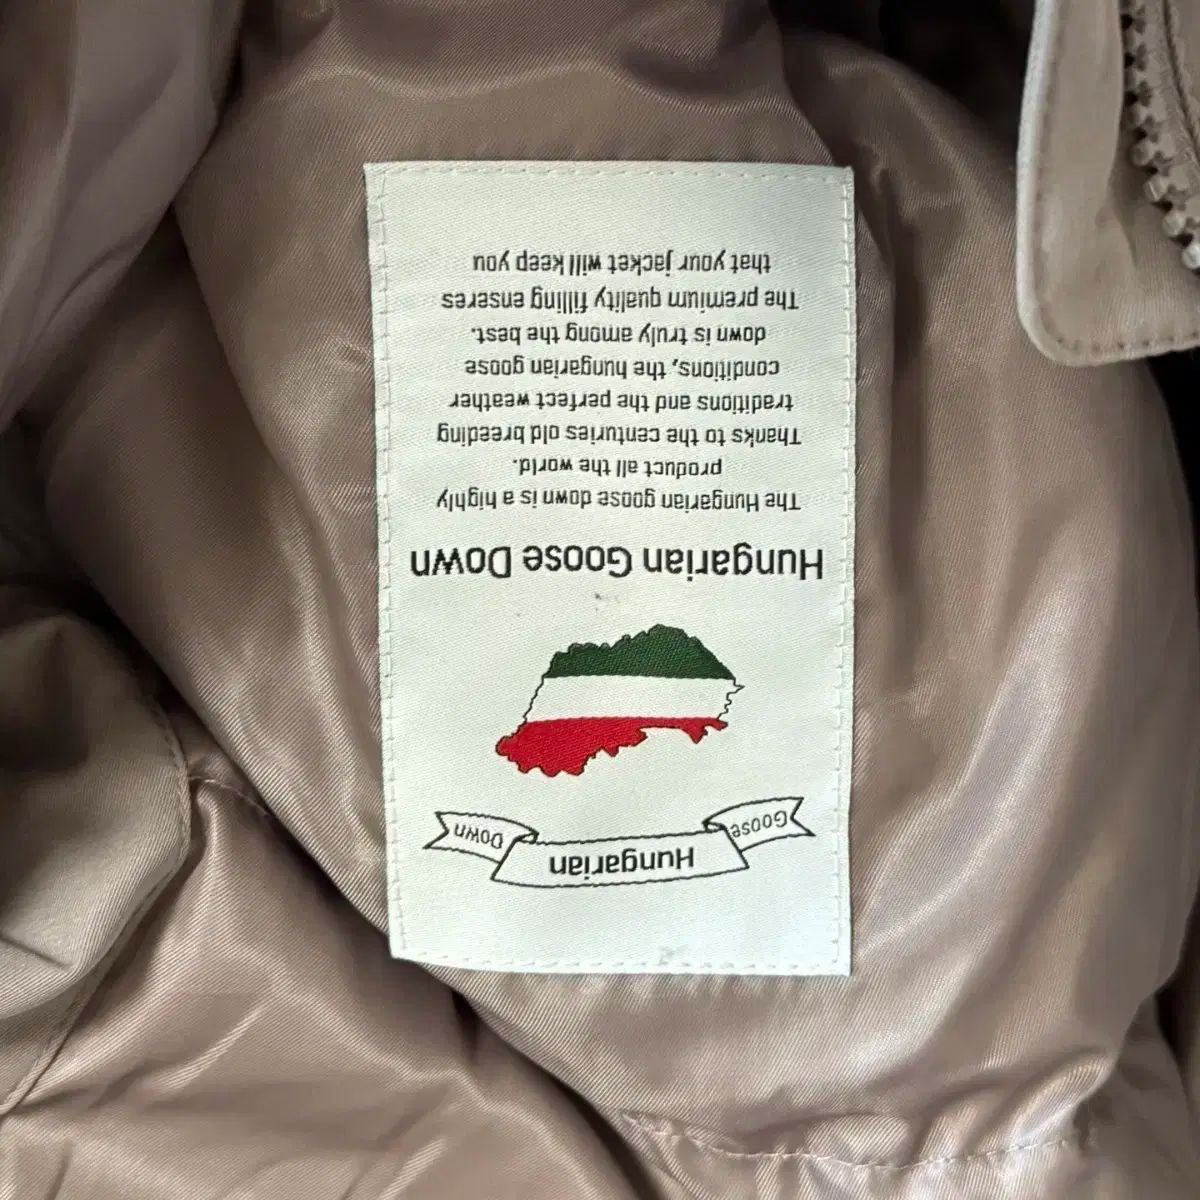 Goose Hungarian Down
Hungarian Goose Down
The Hungarian goose down is a highly
product all the world.
Thanks to the centuries old breeding
traditions and the perfect weather
conditions, the hungarian goose
down is truly among the best.
The premium quality filling enseres
that your jacket will keep you